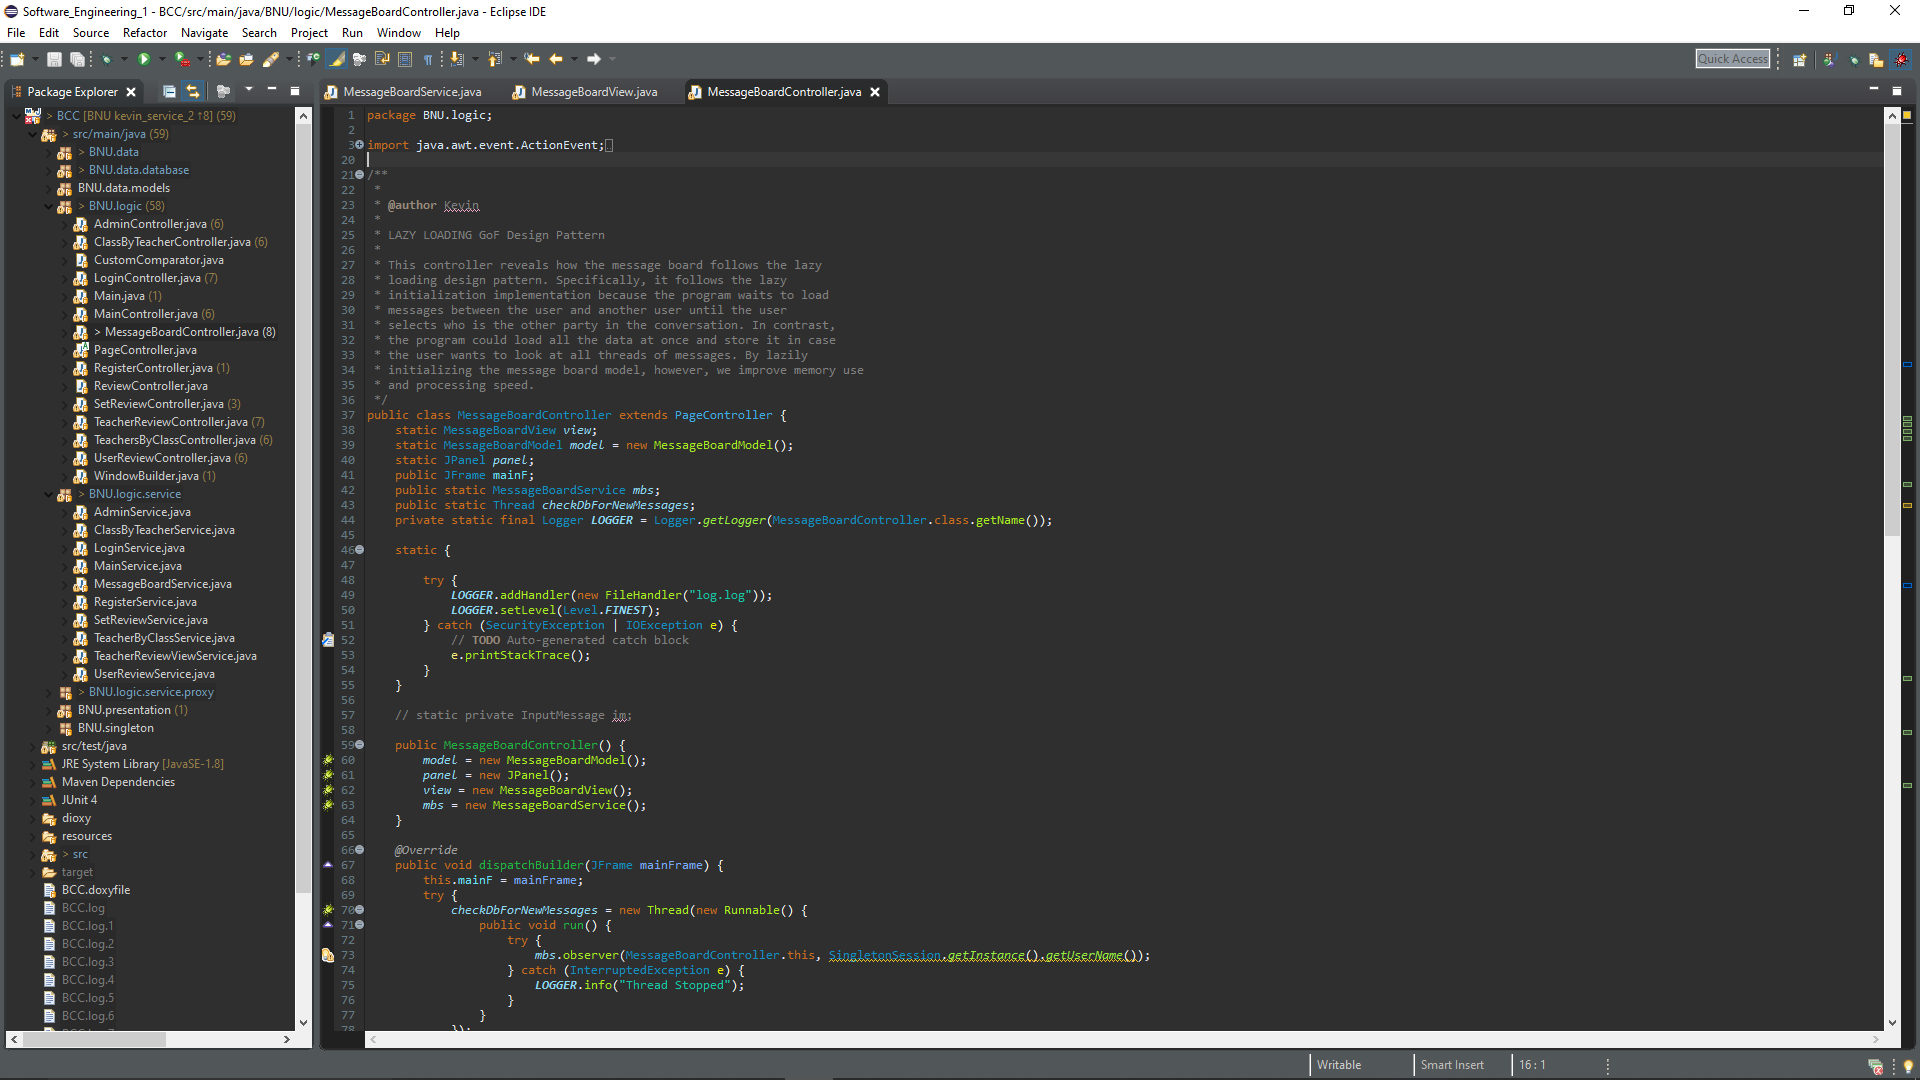 Software_Engineering_1 - BCC/src/main/java/BNU/logic/MessageBoardController.java - Eclipse IDE
File Edit Source Refactor Navigate Search Project Run Window Help
Quick Access
Package Explorer
> BCC [BNU kevin_service_2 ↑8] (59)
> src/main/java (59)
> BNU.data
> BNU.data.database
BNU.data.models
> BNU.logic (58)
AdminController.java (6)
ClassByTeacherController.java (6)
CustomComparator.java
LoginController.java (7)
Main.java (1)
MainController.java (6)
> MessageBoardController.java (8)
PageController.java
RegisterController.java (1)
ReviewController.java
SetReviewController.java (3)
TeacherReviewController.java (7)
TeachersByClassController.java (6)
UserReviewController.java (6)
WindowBuilder.java (1)
> BNU.logic.service
AdminService.java
ClassByTeacherService.java
LoginService.java
MainService.java
MessageBoardService.java
RegisterService.java
SetReviewService.java
TeacherByClassService.java
TeacherReviewViewService.java
UserReviewService.java
> BNU.logic.service.proxy
BNU.presentation (1)
BNU.singleton
src/test/java
JRE System Library [JavaSE-1.8]
Maven Dependencies
JUnit 4
dioxy
resources
> src
target
BCC.doxyfile
BCC.log
BCC.log.1
BCC.log.2
BCC.log.3
BCC.log.4
BCC.log.5
BCC.log.6
MessageBoardService.java MessageBoardView.java MessageBoardController.java
1 package BNU.logic;
2
3 import java.awt.event.ActionEvent;
20
21 /**
22 *
23 * @author Kevin
24 *
25 * LAZY LOADING GoF Design Pattern
26 *
27 * This controller reveals how the message board follows the lazy
28 * loading design pattern. Specifically, it follows the lazy
29 * initialization implementation because the program waits to load
30 * messages between the user and another user until the user
31 * selects who is the other party in the conversation. In contrast,
32 * the program could load all the data at once and store it in case
33 * the user wants to look at all threads of messages. By lazily
34 * initializing the message board model, however, we improve memory use
35 * and processing speed.
36 */
37 public class MessageBoardController extends PageController {
38 static MessageBoardView view;
39 static MessageBoardModel model = new MessageBoardModel();
40 static JPanel panel;
41 public JFrame mainF;
42 public static MessageBoardService mbs;
43 public static Thread checkDbForNewMessages;
44 private static final Logger LOGGER = Logger.getLogger(MessageBoardController.class.getName());
45
46 static {
47
48 try {
49 LOGGER.addHandler(new FileHandler("log.log"));
50 LOGGER.setLevel(Level.FINEST);
51 } catch (SecurityException | IOException e) {
52 // TODO Auto-generated catch block
53 e.printStackTrace();
54 }
55 }
56
57 // static private InputMessage im;
58
59 public MessageBoardController() {
60 model = new MessageBoardModel();
61 panel = new JPanel();
62 view = new MessageBoardView();
63 mbs = new MessageBoardService();
64 }
65
66 @Override
67 public void dispatchBuilder(JFrame mainFrame) {
68 this.mainF = mainFrame;
69 try {
70 checkDbForNewMessages = new Thread(new Runnable() {
71 public void run() {
72 try {
73 mbs.observer(MessageBoardController.this, SingletonSession.getInstance().getUserName());
74 } catch (InterruptedException e) {
75 LOGGER.info("Thread Stopped");
76 }
77 }
78 });
Writable Smart Insert 16 : 1